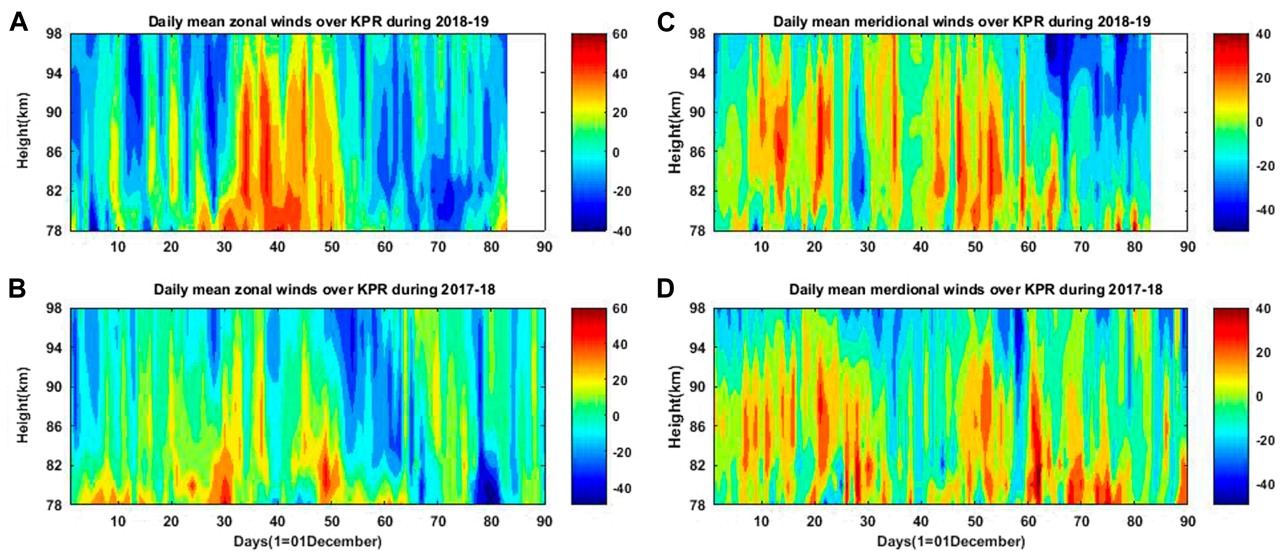 A
Daily mean zonal winds over KPR during 2018-19
98
94
90
86
82
78
Height(km)
10 20 30 40 50 60 70 80 90
60
40
20
0
-20
-40
C
Daily mean meridional winds over KPR during 2018-19
98
94
90
86
82
78
Height(km)
10 20 30 40 50 60 70 80 90
40
20
0
-20
-40
B
Daily mean zonal winds over KPR during 2017-18
98
94
90
86
82
78
Height(km)
10 20 30 40 50 60 70 80 90
Days(1=01December)
60
40
20
0
-20
-40
D
Daily mean merdional winds over KPR during 2017-18
98
94
90
86
82
78
Height(km)
10 20 30 40 50 60 70 80 90
Days(1=01December)
40
20
0
-20
-40